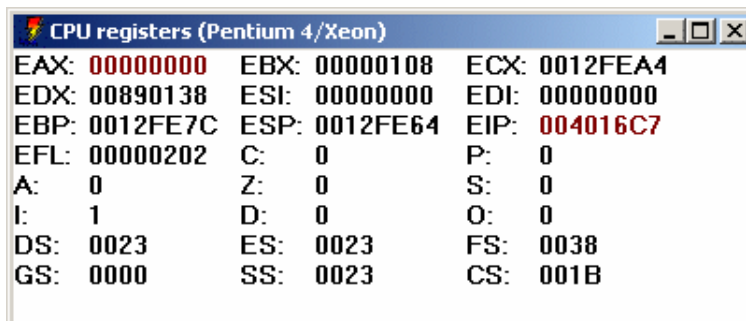 CPU registers (Pentium 4/Xeon)
EAX: 00000000 EBX: 00000108 ECX: 0012FEA4
EDX: 00890138 ESI: 00000000 EDI: 00000000
EBP: 0012FE7C ESP: 0012FE64 EIP: 004016C7
EFL: 00000202 C: 0 P: 0
A: 0 Z: 0 S: 0
I: 1 D: 0 O: 0
DS: 0023 ES: 0023 FS: 0038
GS: 0000 SS: 0023 CS: 001B